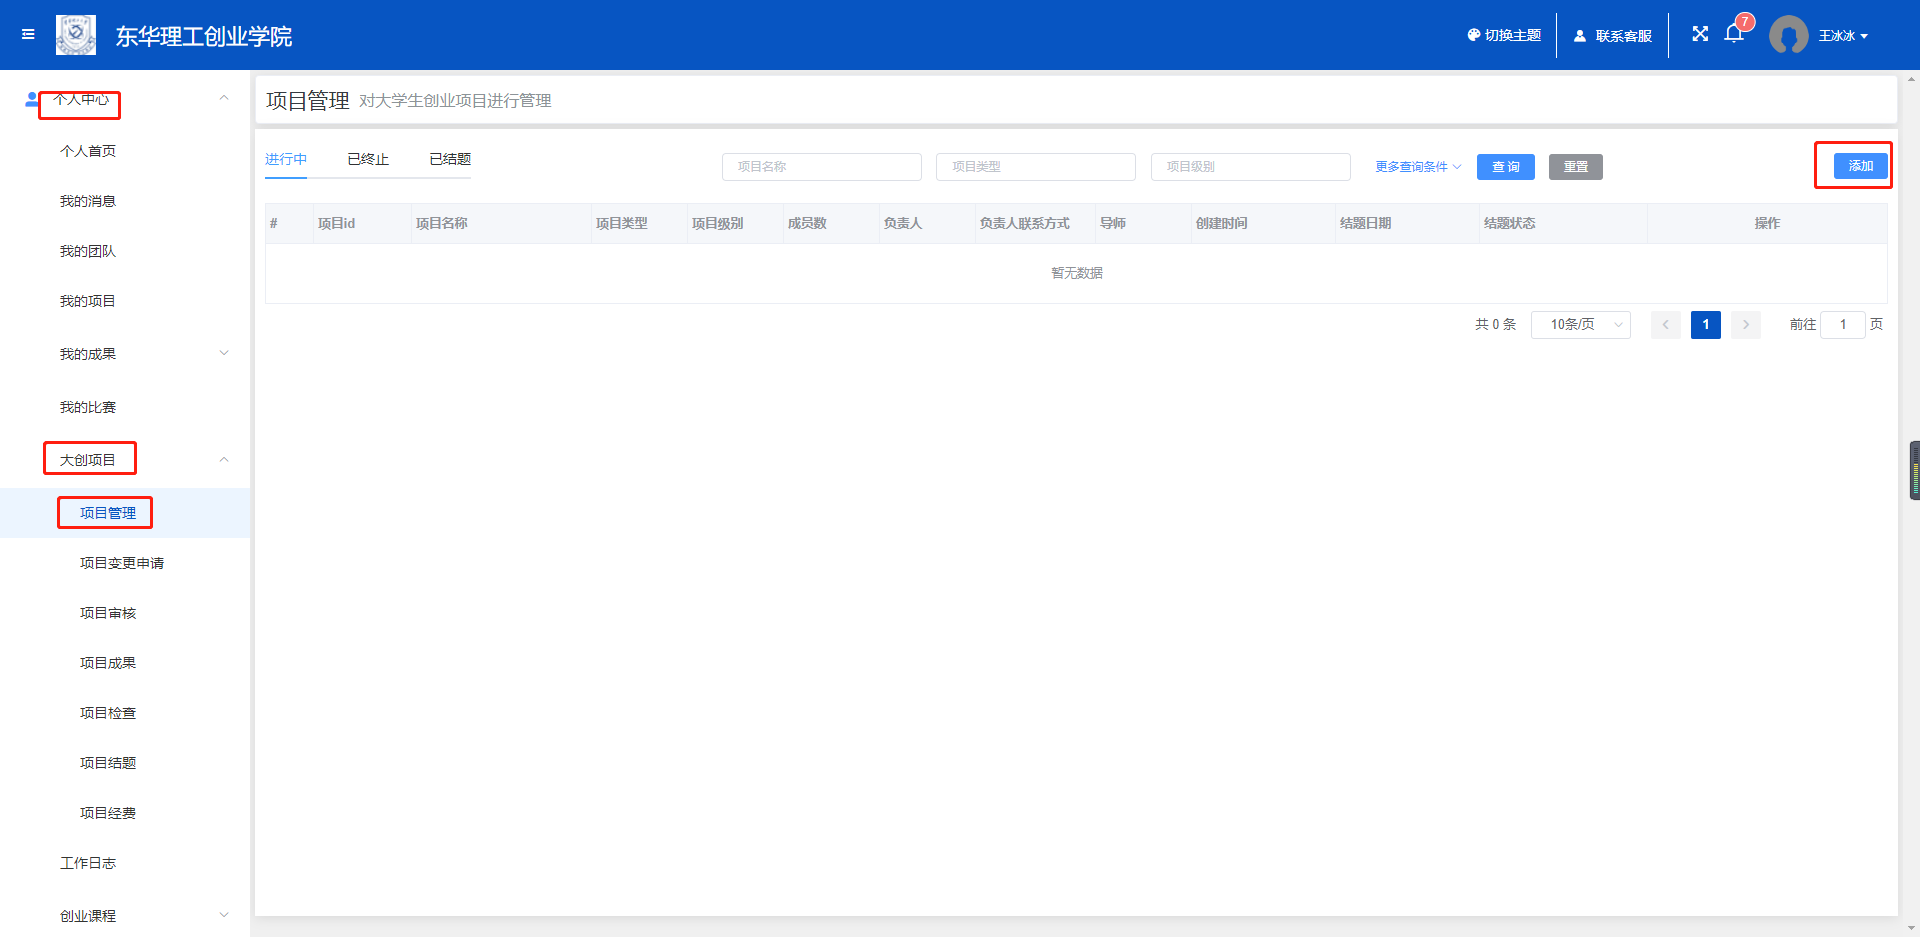 东华理工创业学院
切换主题
联系客服
7
王冰冰
个人中心
个人首页
我的消息
我的团队
我的项目
我的成果
我的比赛
大创项目
项目管理
项目变更申请
项目审核
项目成果
项目检查
项目结题
项目经费
工作日志
创业课程
项目管理 对大学生创业项目进行管理
进行中 已终止 已结题
项目名称 项目类型 项目级别 更多查询条件 查询 重置 添加
# 项目id 项目名称 项目类型 项目级别 成员数 负责人 负责人联系方式 导师 创建时间 结题日期 结题状态 操作
暂无数据
共 0 条 10条/页 1 前往 1 页